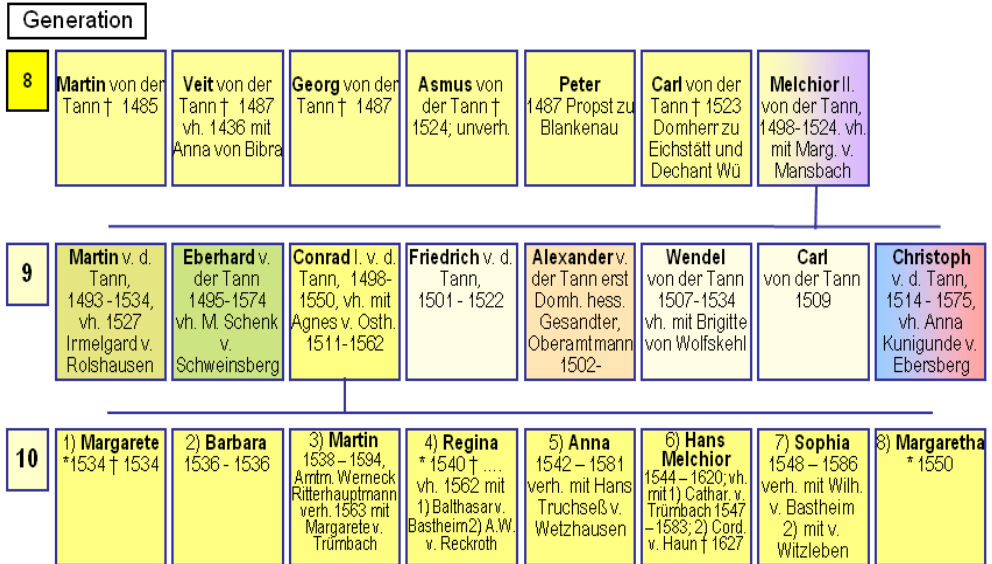 Generation
8
Martin von der
Tann † 1485
Veit von der
Tann † 1487
vh. 1436 mit
Anna von Bibra
Georg von der
Tann † 1487
Asmus von
der Tann †
1524; unverh.
Peter
1487 Propst zu
Blankenau
Carl von der
Tann † 1523
Domherr zu
Eichstätt und
Dechant Wü
Melchior II.
von der Tann,
1498-1524. vh.
mit Marg. v.
Mansbach
9
Martin v. d.
Tann,
1493 -1534,
vh. 1527
Irmelgard v.
Rolshausen
Eberhard v.
der Tann
1495-1574
vh. M. Schenk
v.
Schweinsberg
Conrad I. v. d.
Tann, 1498-
1550, vh. mit
Agnes v. Osth.
1511-1562
Friedrich v. d.
Tann,
1501 - 1522
Alexander v.
der Tann erst
Domh. hess.
Gesandter,
Oberamtmann
1502-
Wendel
von der Tann
1507-1534
vh. mit Brigitte
von Wolfskehl
Carl
von der Tann
1509
Christoph
v. d. Tann,
1514 - 1575,
vh. Anna
Kunigunde v.
Ebersberg
10
1) Margarete
*1534 † 1534
2) Barbara
1536 - 1536
3) Martin
1538 – 1594,
Amtm. Werneck
Ritterhauptmann
verh. 1563 mit
Margarete v.
Trümbach
4) Regina
* 1540 † ....
vh. 1562 mit
1) Balthasar v.
Bastheim 2) A.W.
v. Reckroth
5) Anna
1542 – 1581
verh. mit Hans
Truchseß v.
Wetzhausen
6) Hans
Melchior
1544 – 1620; vh.
mit 1) Cathar. v.
Trümbach 1547
– 1583; 2) Cord.
v. Haun † 1627
7) Sophia
1548 – 1586
verh. mit Wilh.
v. Bastheim
2) mit v.
Witzleben
8) Margaretha
* 1550